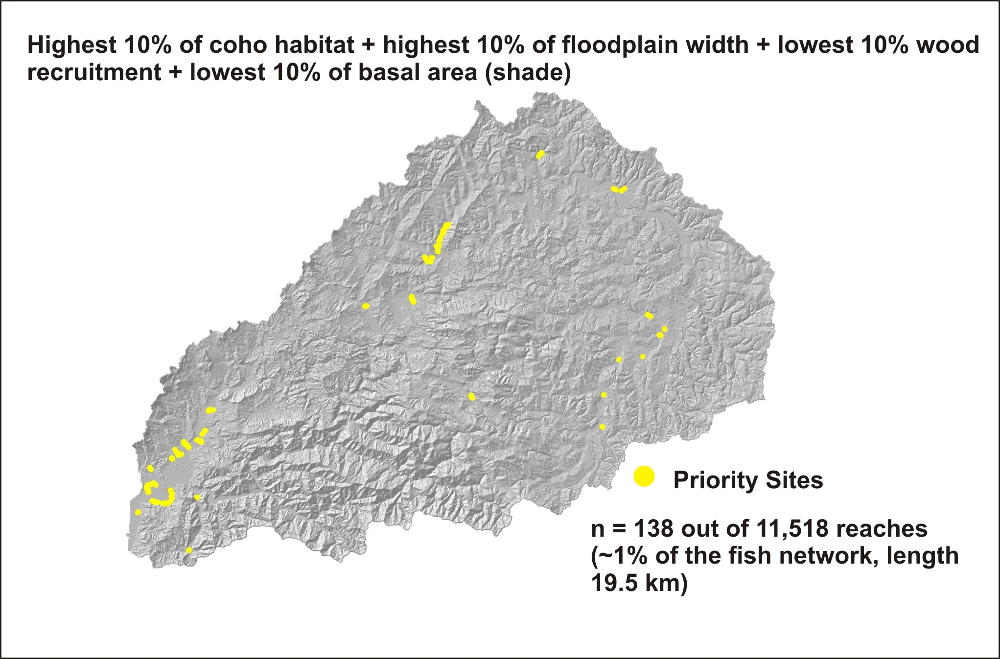 Highest 10% of coho habitat + highest 10% of floodplain width + lowest 10% wood
recruitment + lowest 10% of basal area (shade)
Priority Sites
n = 138 out of 11,518 reaches
(~1% of the fish network, length
19.5 km)